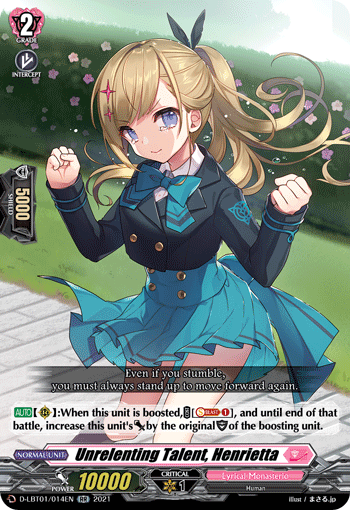 2
GRADE
INTERCEPT
5000
SHIELD
Even if you stumble,
you must always stand up to move forward again.
AUTO [ ]:When this unit is boosted, [ BLAST 1 ], and until end of that
battle, increase this unit's by the original of the boosting unit.
NORMAL UNIT
Unrelenting Talent, Henrietta
Lyrical Monasterio
Human
POWER 10000
CRITICAL
1
D-LBT01/014EN RR 2021
illust / まさる.jp